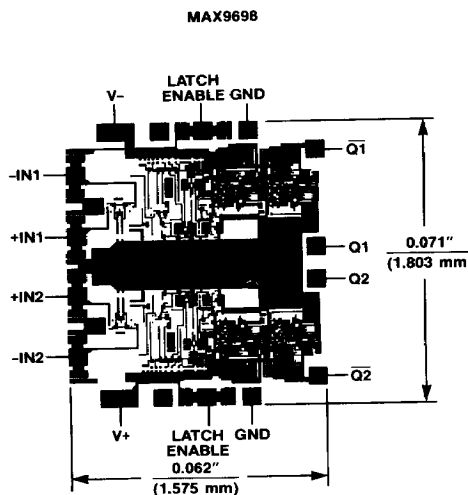 MAX9698
V- LATCH ENABLE GND
Q1
-IN1
+IN1
Q1
0.071"
(1.803 mm
Q2
+IN2
-IN2
Q2
V+ LATCH ENABLE GND
0.062"
(1.575 mm)